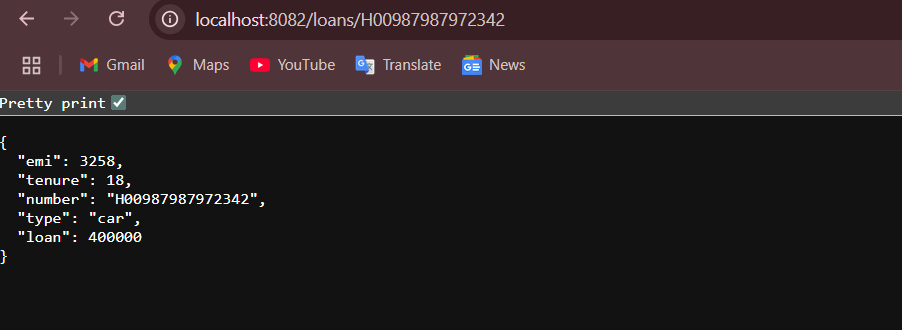 localhost:8082/loans/H00987987972342
Gmail Maps YouTube Translate News
Pretty print
{
  "emi": 3258,
  "tenure": 18,
  "number": "H00987987972342",
  "type": "car",
  "loan": 400000
}